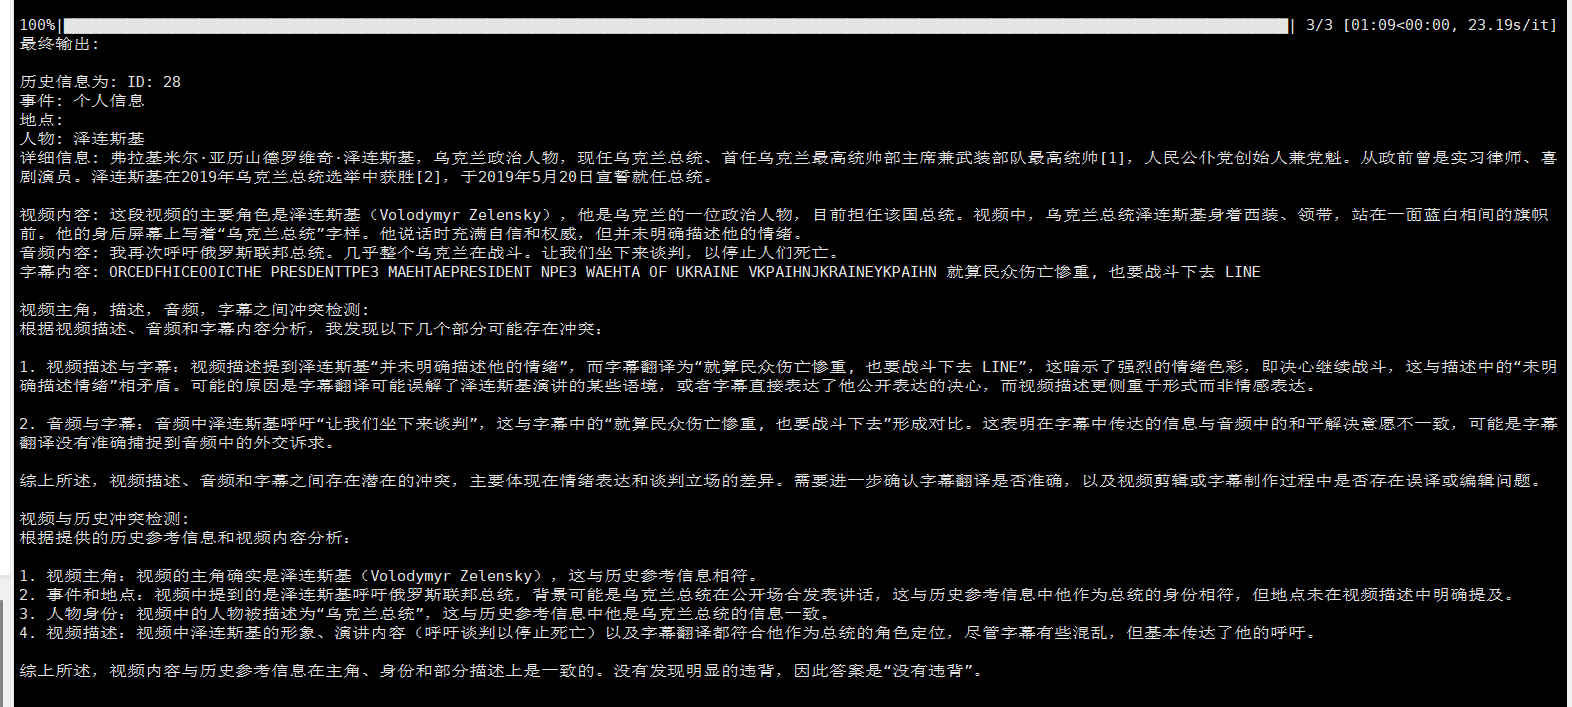 100%|██████████| 3/3 [01:09<00:00, 23.19s/it]
最终输出:
历史信息为: ID: 28
事件: 个人信息
地点:
人物: 泽连斯基
详细信息: 弗拉基米尔·亚历山德罗维奇·泽连斯基，乌克兰政治人物，现任乌克兰总统、首任乌克兰最高统帅部主席兼武装部队最高统帅[1]，人民公仆党创始人兼党魁。从政前曾是实习律师、喜
剧演员。泽连斯基在2019年乌克兰总统选举中获胜[2]，于2019年5月20日宣誓就任总统。
视频内容: 这段视频的主要角色是泽连斯基（Volodymyr Zelensky），他是乌克兰的一位政治人物，目前担任该国总统。视频中，乌克兰总统泽连斯基身着西装、领带，站在一面蓝白相间的旗帜
前。他的身后屏幕上写着“乌克兰总统”字样。他说话时充满自信和权威，但并未明确描述他的情绪。
音频内容: 我再次呼吁俄罗斯联邦总统。几乎整个乌克兰在战斗。让我们坐下来谈判，以停止人们死亡。
字幕内容: ORCEDFHICEOOICTHE PRESDENTTPE3 MAEHTAEPRESIDENT NPE3 WAEHTA OF UKRAINE VKPAIHNJKRAINEYKPAIHN 就算民众伤亡惨重, 也要战斗下去 LINE
视频主角，描述，音频，字幕之间冲突检测:
根据视频描述、音频和字幕内容分析，我发现以下几个部分可能存在冲突：
1. 视频描述与字幕：视频描述提到泽连斯基“并未明确描述他的情绪”，而字幕翻译为“就算民众伤亡惨重, 也要战斗下去 LINE”，这暗示了强烈的情绪色彩，即决心继续战斗，这与描述中的“未明
确描述情绪”相矛盾。可能的原因是字幕翻译可能误解了泽连斯基演讲的某些语境，或者字幕直接表达了他公开表达的决心，而视频描述更侧重于形式而非情感表达。
2. 音频与字幕：音频中泽连斯基呼吁“让我们坐下来谈判”，这与字幕中的“就算民众伤亡惨重, 也要战斗下去”形成对比。这表明在字幕中传达的信息与音频中的和平解决意愿不一致，可能是字幕
翻译没有准确捕捉到音频中的外交诉求。
综上所述，视频描述、音频和字幕之间存在潜在的冲突，主要体现在情绪表达和谈判立场的差异。需要进一步确认字幕翻译是否准确，以及视频剪辑或字幕制作过程中是否存在误译或编辑问题。
视频与历史冲突检测:
根据提供的历史参考信息和视频内容分析：
1. 视频主角：视频的主角确实是泽连斯基（Volodymyr Zelensky），这与历史参考信息相符。
2. 事件和地点：视频中提到的是泽连斯基呼吁俄罗斯联邦总统，背景可能是乌克兰总统在公开场合发表讲话，这与历史参考信息中他作为总统的身份相符，但地点未在视频描述中明确提及。
3. 人物身份：视频中的人物被描述为“乌克兰总统”，这与历史参考信息中他是乌克兰总统的信息一致。
4. 视频描述：视频中泽连斯基的形象、演讲内容（呼吁谈判以停止死亡）以及字幕翻译都符合他作为总统的角色定位，尽管字幕有些混乱，但基本传达了他的呼吁。
综上所述，视频内容与历史参考信息在主角、身份和部分描述上是一致的。没有发现明显的违背，因此答案是“没有违背”。